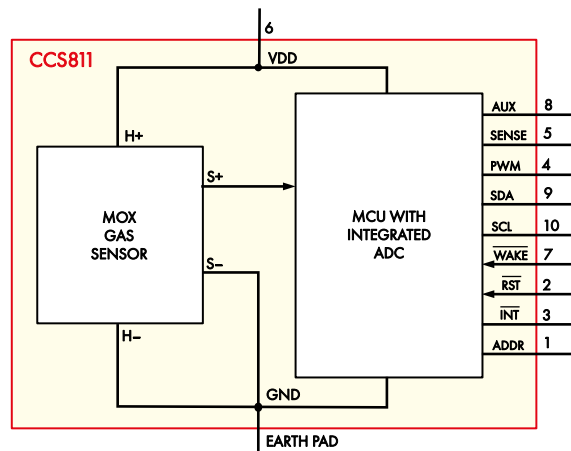 6
CCS811
VDD
H+
S+
MOX
GAS
SENSOR
S–
H–
MCU WITH
INTEGRATED
ADC
AUX 8
SENSE 5
PWM 4
SDA 9
SCL 10
WAKE 7
RST 2
INT 3
ADDR 1
GND
EARTH PAD